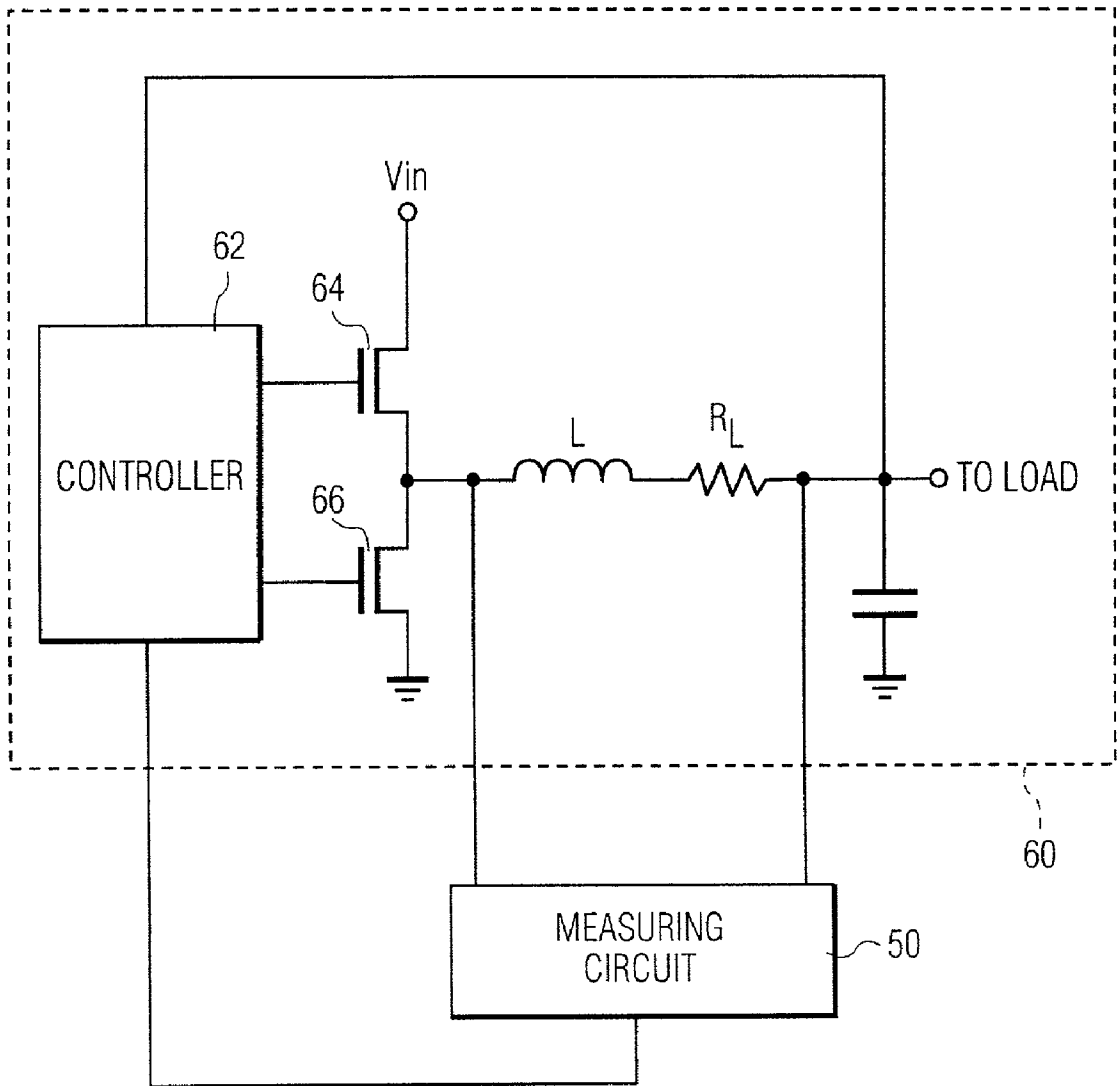 Vin
62
64
L
R_L
CONTROLLER
TO LOAD
66
60
MEASURING
CIRCUIT
50